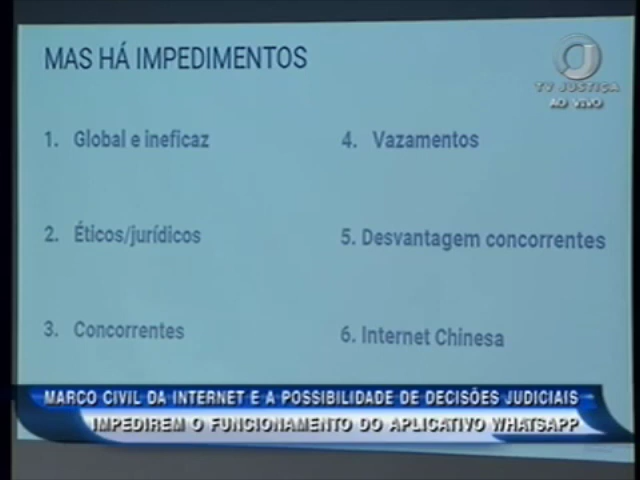 MAS HÁ IMPEDIMENTOS
TV JUSTIÇA
AO VIVO
1. Global e ineficaz
4. Vazamentos
2. Éticos/jurídicos
5. Desvantagem concorrentes
3. Concorrentes
6. Internet Chinesa
MARCO CIVIL DA INTERNET E A POSSIBILIDADE DE DECISÕES JUDICIAIS
IMPEDIREM O FUNCIONAMENTO DO APLICATIVO WHATSAPP